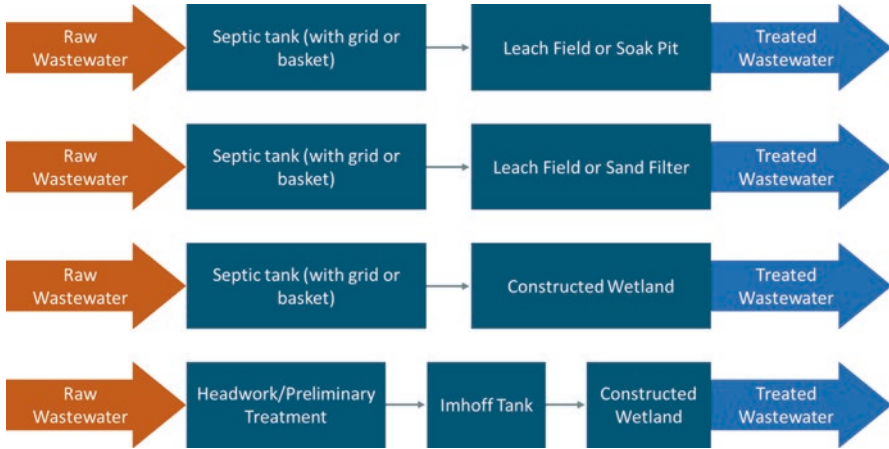 Raw
Wastewater
Septic tank (with grid or
basket)
Leach Field or Soak Pit
Treated
Wastewater
Raw
Wastewater
Septic tank (with grid or
basket)
Leach Field or Sand Filter
Treated
Wastewater
Raw
Wastewater
Septic tank (with grid or
basket)
Constructed Wetland
Treated
Wastewater
Raw
Wastewater
Headwork/Preliminary
Treatment
Imhoff Tank
Constructed
Wetland
Treated
Wastewater